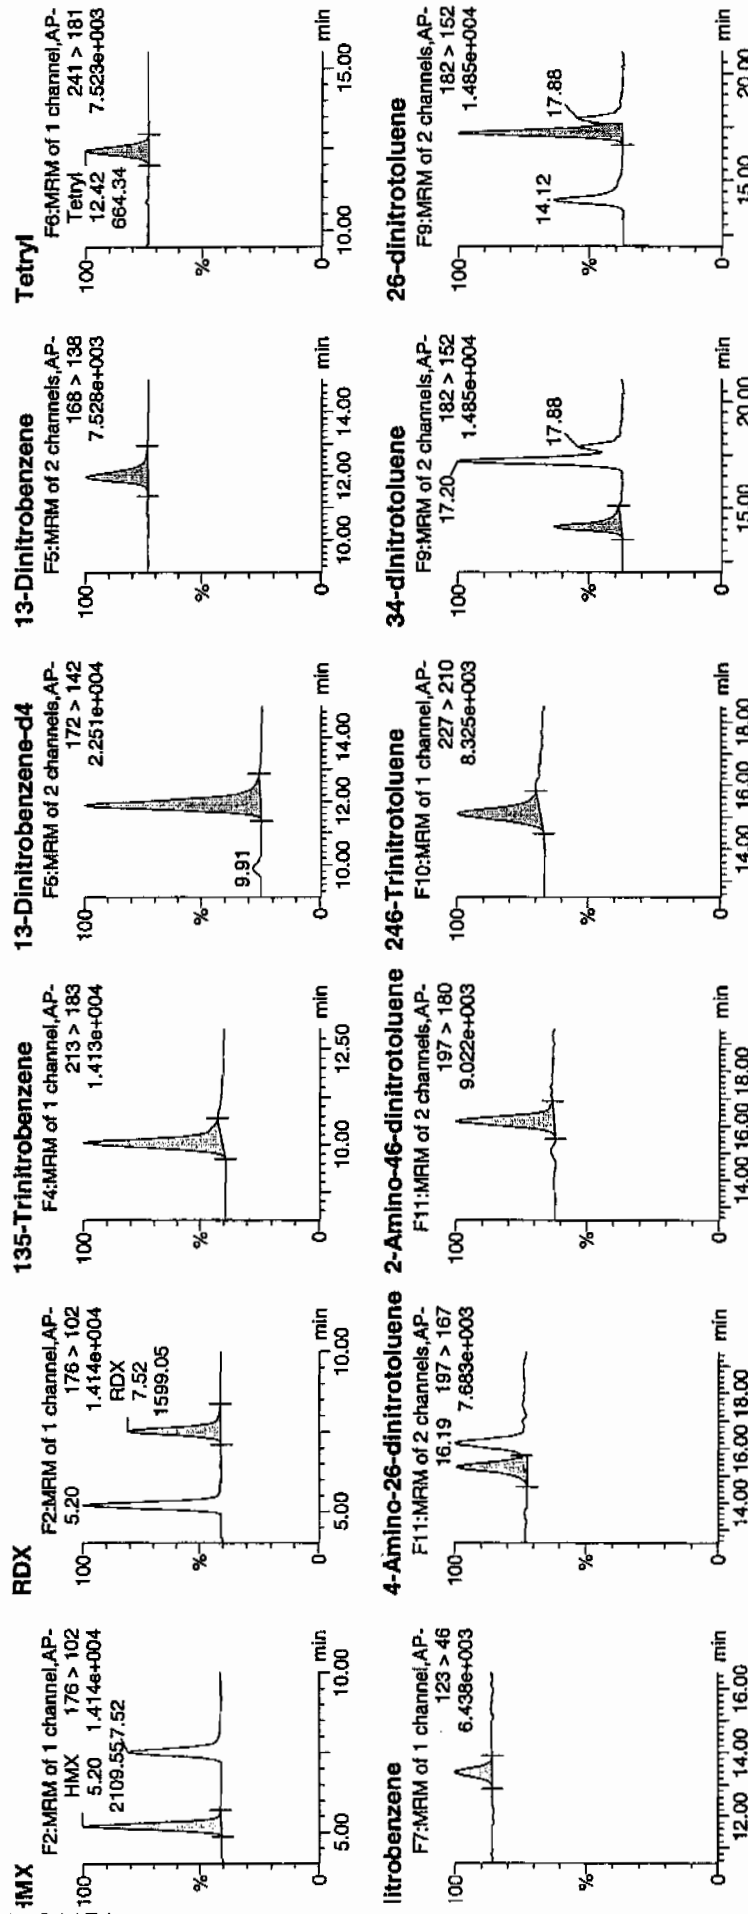 HMX
F2:MRM of 1 channel,AP-
HMX 176 > 102
5.20 1.414e+004
2109.55 7.52
100
%
0
5.00 10.00
min
RDX
F2:MRM of 1 channel,AP-
5.20 176 > 102
1.414e+004
RDX
7.52
1599.05
100
%
0
5.00 10.00
min
135-Trinitrobenzene
F4:MRM of 1 channel,AP-
213 > 183
1.413e+004
100
%
0
10.00 12.50
min
13-Dinitrobenzene-d4
F5:MRM of 2 channels,AP-
172 > 142
2.251e+004
9.91
100
%
0
10.00 12.00 14.00
min
13-Dinitrobenzene
F5:MRM of 2 channels,AP-
168 > 138
7.528e+003
100
%
0
10.00 12.00 14.00
min
Tetryl
F6:MRM of 1 channel,AP-
Tetryl 241 > 181
12.42 7.523e+003
664.34
100
%
0
10.00 15.00
min
litrobenzene
F7:MRM of 1 channel,AP-
123 > 46
6.438e+003
100
%
0
12.00 14.00 16.00
min
4-Amino-26-dinitrotoluene
F11:MRM of 2 channels,AP-
16.19 197 > 167
7.683e+003
100
%
0
14.00 16.00 18.00
min
2-Amino-46-dinitrotoluene
F11:MRM of 2 channels,AP-
197 > 180
9.022e+003
100
%
0
14.00 16.00 18.00
min
246-Trinitrotoluene
F10:MRM of 1 channel,AP-
227 > 210
8.325e+003
100
%
0
14.00 16.00 18.00
min
34-dinitrotoluene
F9:MRM of 2 channels,AP-
17.20 182 > 152
1.485e+004
17.88
100
%
0
15.00 20.00
min
26-dinitrotoluene
F9:MRM of 2 channels,AP-
182 > 152
1.485e+004
14.12 17.88
100
%
0
15.00 20.00
min